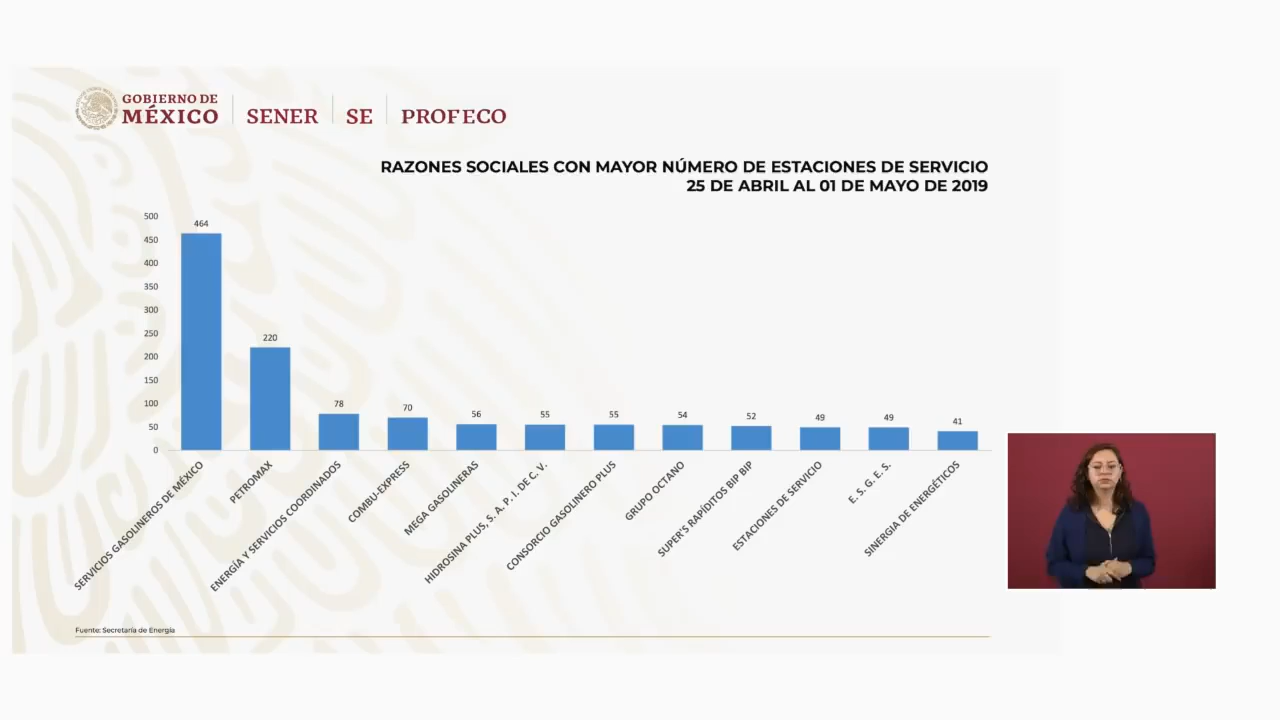 GOBIERNO DE
MÉXICO
SENER
SE
PROFECO
RAZONES SOCIALES CON MAYOR NÚMERO DE ESTACIONES DE SERVICIO
25 DE ABRIL AL 01 DE MAYO DE 2019
500
450
400
350
300
250
200
150
100
50
0
464
220
78
70
56
55
55
54
52
49
49
41
SERVICIOS GASOLINEROS DE MÉXICO
PETROMAX
ENERGÍA Y SERVICIOS COORDINADOS
COMBU-EXPRESS
MEGA GASOLINERAS
HIDROSINA PLUS, S. A. P. I. DE C. V.
CONSORCIO GASOLINERO PLUS
GRUPO OCTANO
SUPER'S RAPÍDITOS BIP BIP
ESTACIONES DE SERVICIO
E. S. G. E. S.
SINERGIA DE ENERGÉTICOS
Fuente: Secretaría de Energía